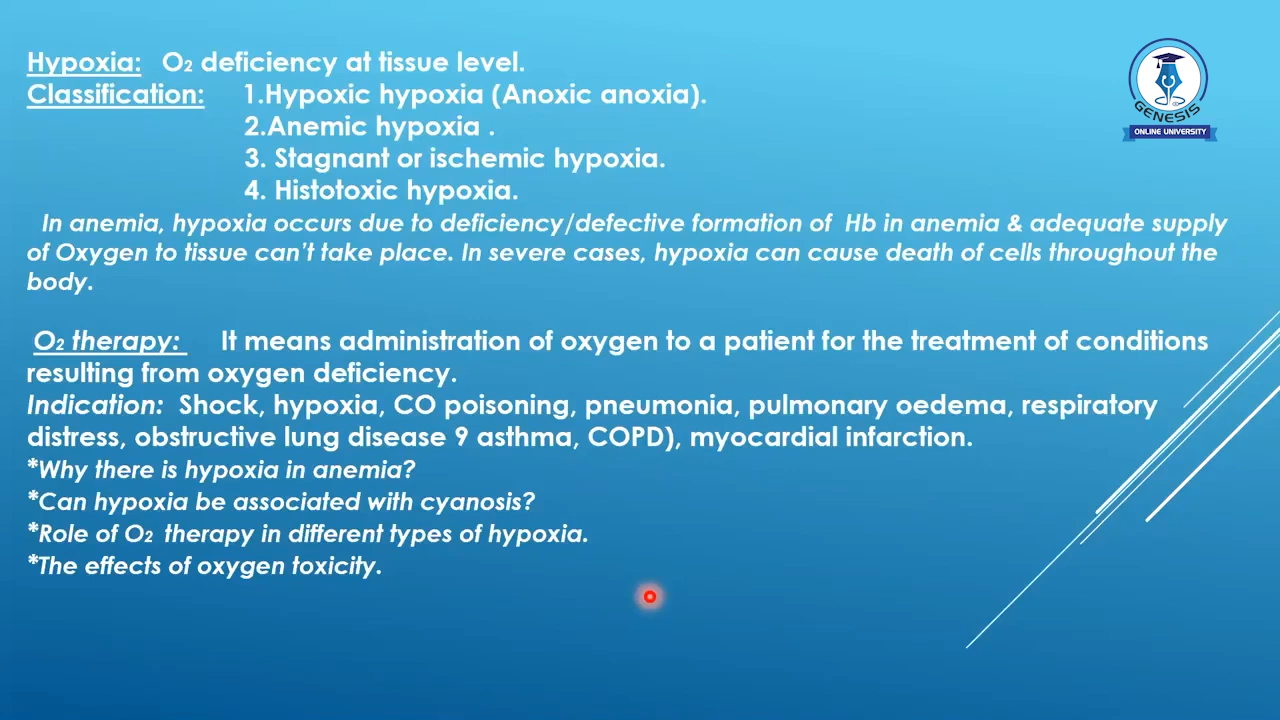 Hypoxia: O2 deficiency at tissue level.
Classification: 1.Hypoxic hypoxia (Anoxic anoxia).
2.Anemic hypoxia .
3. Stagnant or ischemic hypoxia.
4. Histotoxic hypoxia.
In anemia, hypoxia occurs due to deficiency/defective formation of Hb in anemia & adequate supply
of Oxygen to tissue can't take place. In severe cases, hypoxia can cause death of cells throughout the
body.
O2 therapy: It means administration of oxygen to a patient for the treatment of conditions
resulting from oxygen deficiency.
Indication: Shock, hypoxia, CO poisoning, pneumonia, pulmonary oedema, respiratory
distress, obstructive lung disease 9 asthma, COPD), myocardial infarction.
*Why there is hypoxia in anemia?
*Can hypoxia be associated with cyanosis?
*Role of O2 therapy in different types of hypoxia.
*The effects of oxygen toxicity.
GENESIS
ONLINE UNIVERSITY